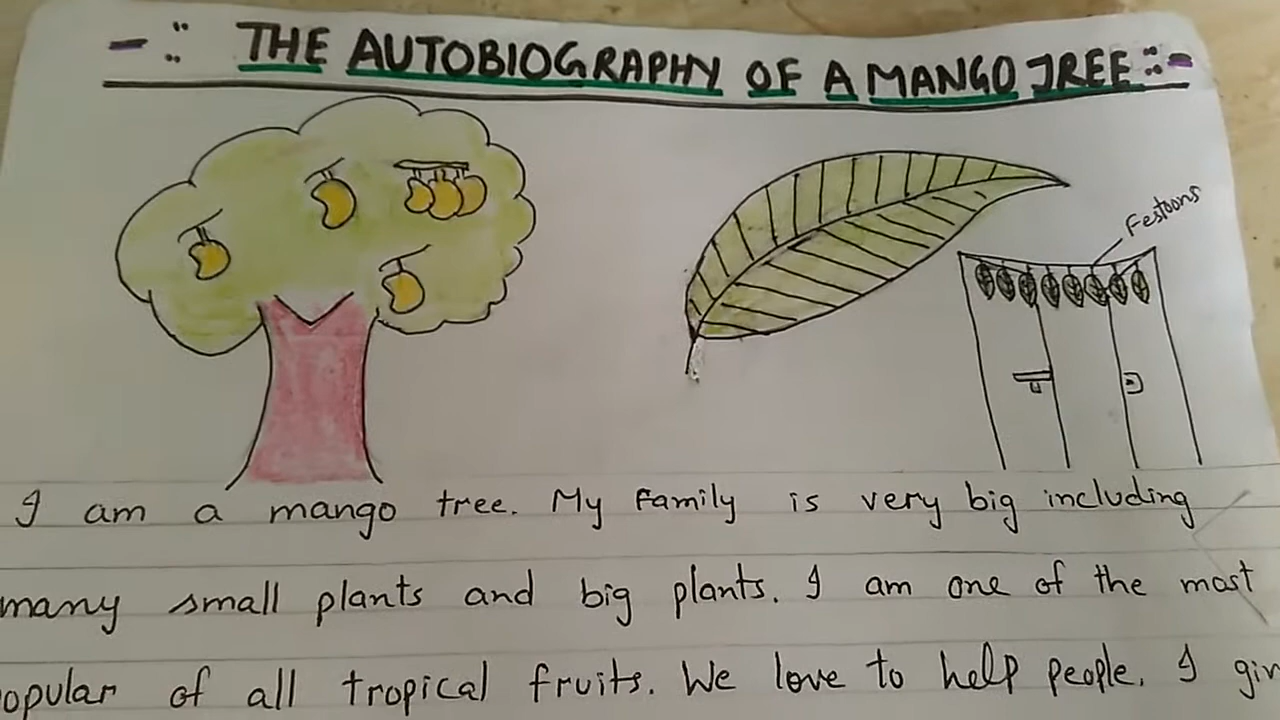 -: THE AUTOBIOGRAPHY OF A MANGO TREE :-
Festoons
I am a mango tree. My family is very big including
many small plants and big plants. I am one of the most
opular of all tropical fruits. We love to help people. I giv